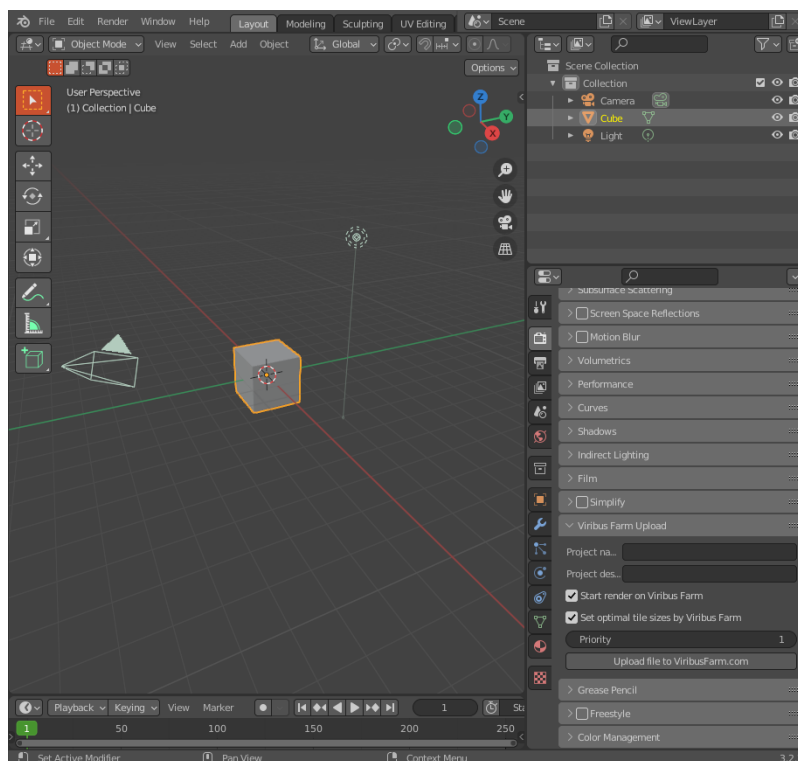 File Edit Render Window Help Layout Modeling Sculpting UV Editing Scene ViewLayer
Object Mode View Select Add Object Global
Options
User Perspective
(1) Collection | Cube
Z
Y
X
Scene Collection
Collection
Camera
Cube
Light
Subsurface Scattering
Screen Space Reflections
Motion Blur
Volumetrics
Performance
Curves
Shadows
Indirect Lighting
Film
Simplify
Viribus Farm Upload
Project na...
Project des...
Start render on Viribus Farm
Set optimal tile sizes by Viribus Farm
Priority 1
Upload file to ViribusFarm.com
Grease Pencil
Freestyle
Color Management
Playback Keying View Marker 1
1 50 100 150 200 250
Set Active Modifier Pan View Context Menu 3.2